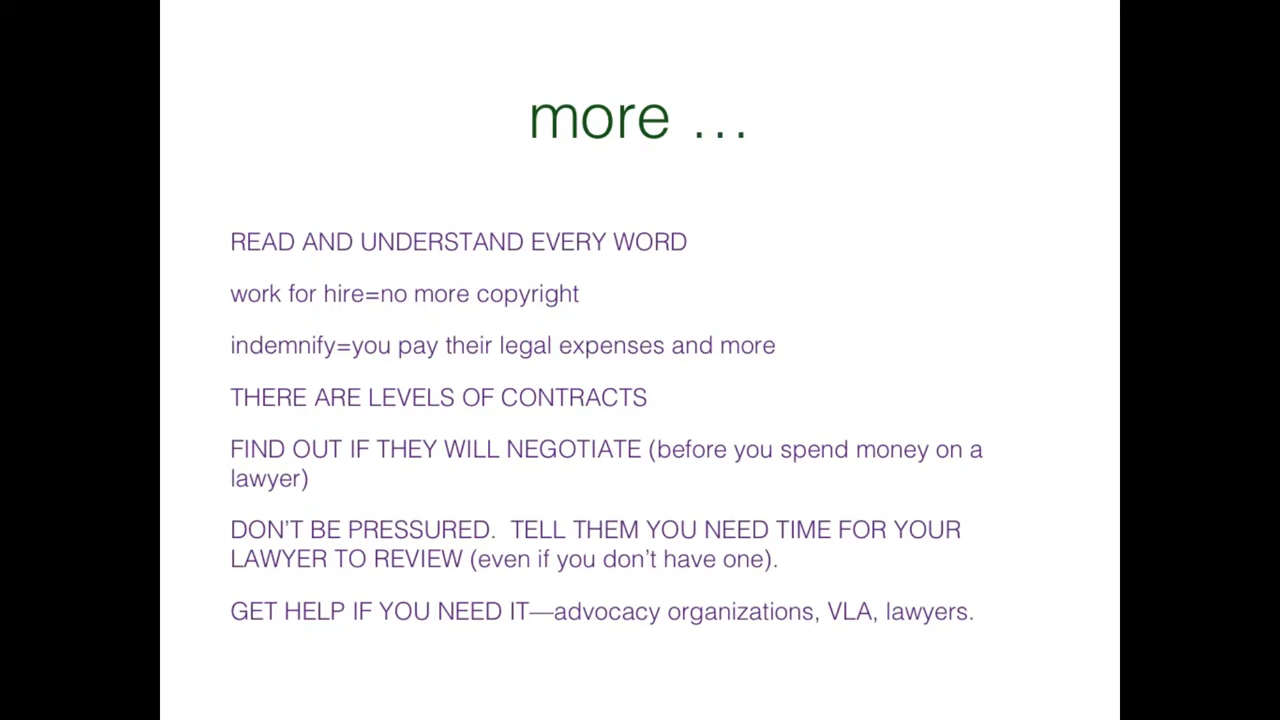 more …
READ AND UNDERSTAND EVERY WORD
work for hire=no more copyright
indemnify=you pay their legal expenses and more
THERE ARE LEVELS OF CONTRACTS
FIND OUT IF THEY WILL NEGOTIATE (before you spend money on a
lawyer)
DON’T BE PRESSURED.  TELL THEM YOU NEED TIME FOR YOUR
LAWYER TO REVIEW (even if you don’t have one).
GET HELP IF YOU NEED IT—advocacy organizations, VLA, lawyers.